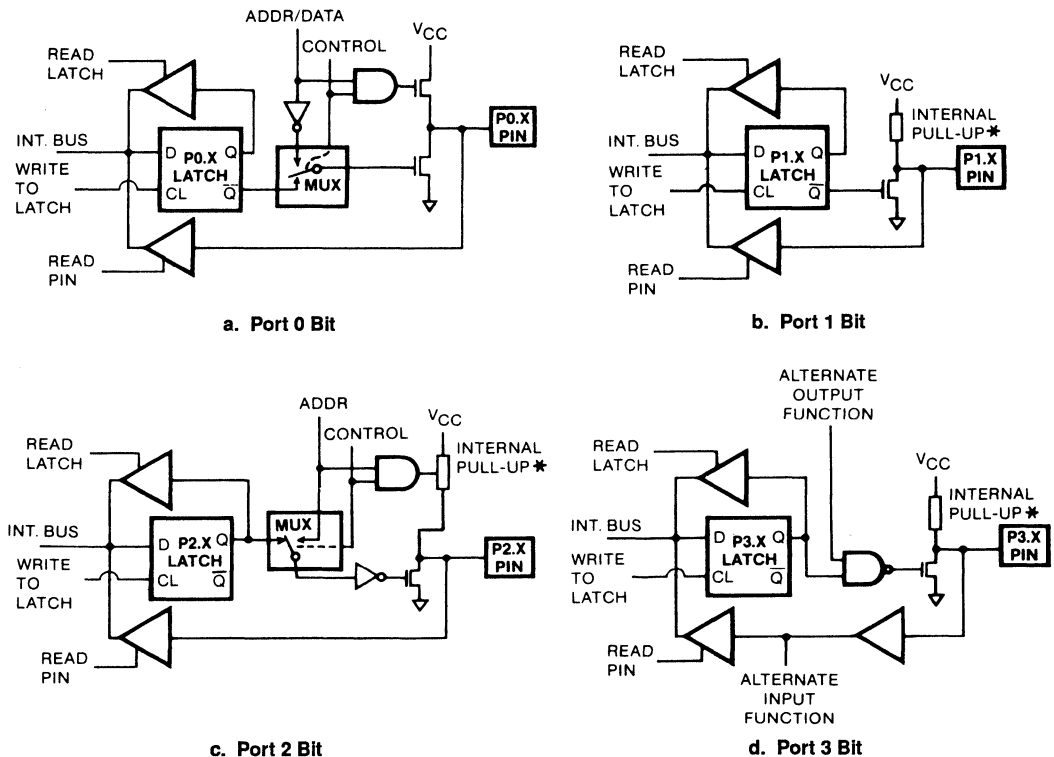 ADDR/DATA
CONTROL
VCC
READ
LATCH
INT. BUS
WRITE
TO
LATCH
D
P0.X
LATCH
Q
CL
Q
MUX
P0.X
PIN
READ
PIN
a. Port 0 Bit
READ
LATCH
VCC
INTERNAL
PULL-UP*
INT. BUS
WRITE
TO
LATCH
D
P1.X
LATCH
Q
CL
Q
P1.X
PIN
READ
PIN
b. Port 1 Bit
ADDR
CONTROL
VCC
INTERNAL
PULL-UP*
READ
LATCH
INT. BUS
WRITE
TO
LATCH
D
P2.X
LATCH
Q
CL
Q
MUX
P2.X
PIN
READ
PIN
c. Port 2 Bit
ALTERNATE
OUTPUT
FUNCTION
READ
LATCH
VCC
INTERNAL
PULL-UP*
INT. BUS
WRITE
TO
LATCH
D
P3.X
LATCH
Q
CL
Q
P3.X
PIN
READ
PIN
ALTERNATE
INPUT
FUNCTION
d. Port 3 Bit